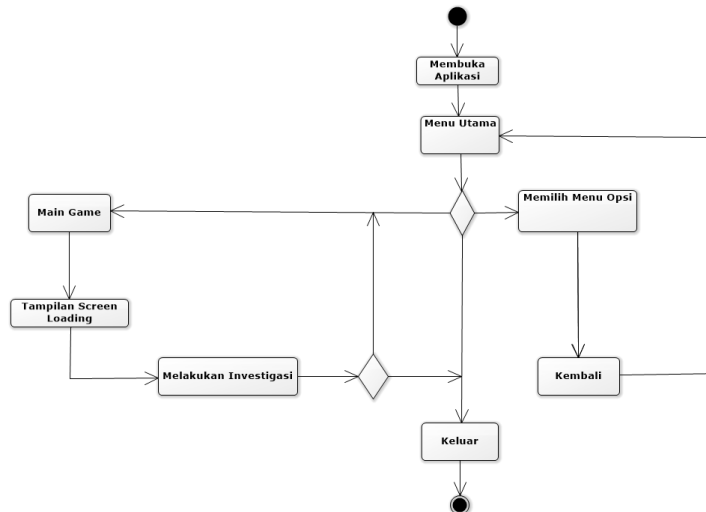 Membuka
Aplikasi
Menu Utama
Main Game
Memilih Menu Opsi
Tampilan Screen
Loading
Melakukan Investigasi
Kembali
Keluar